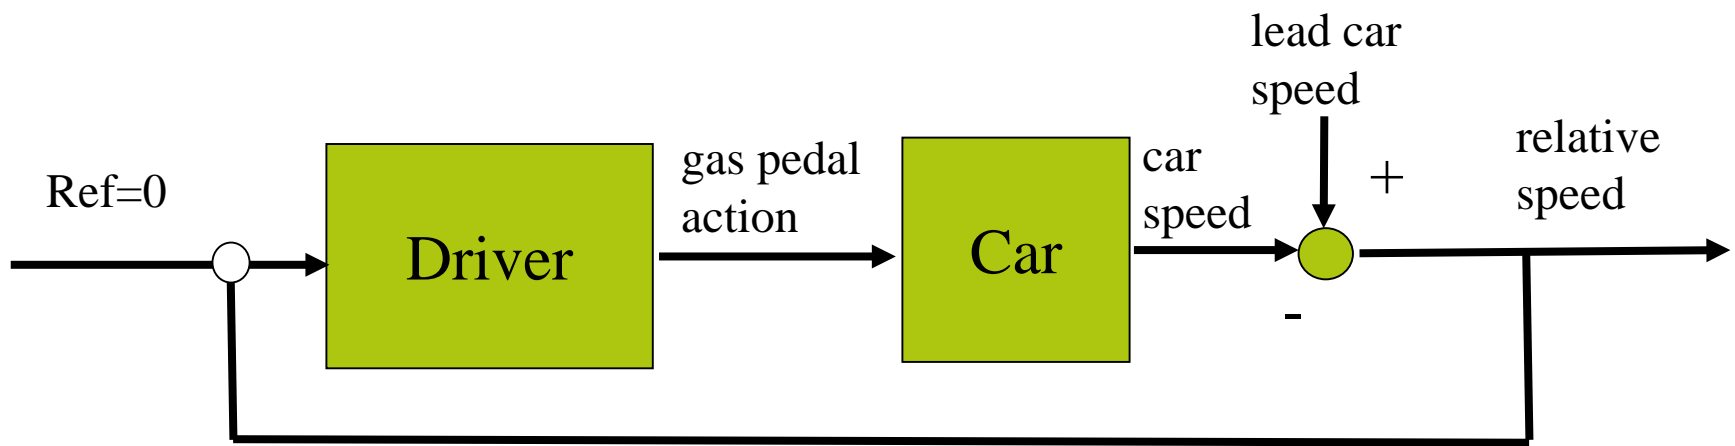 Ref=0
Driver
gas pedal
action
Car
car
speed
lead car
speed
+
-
relative
speed